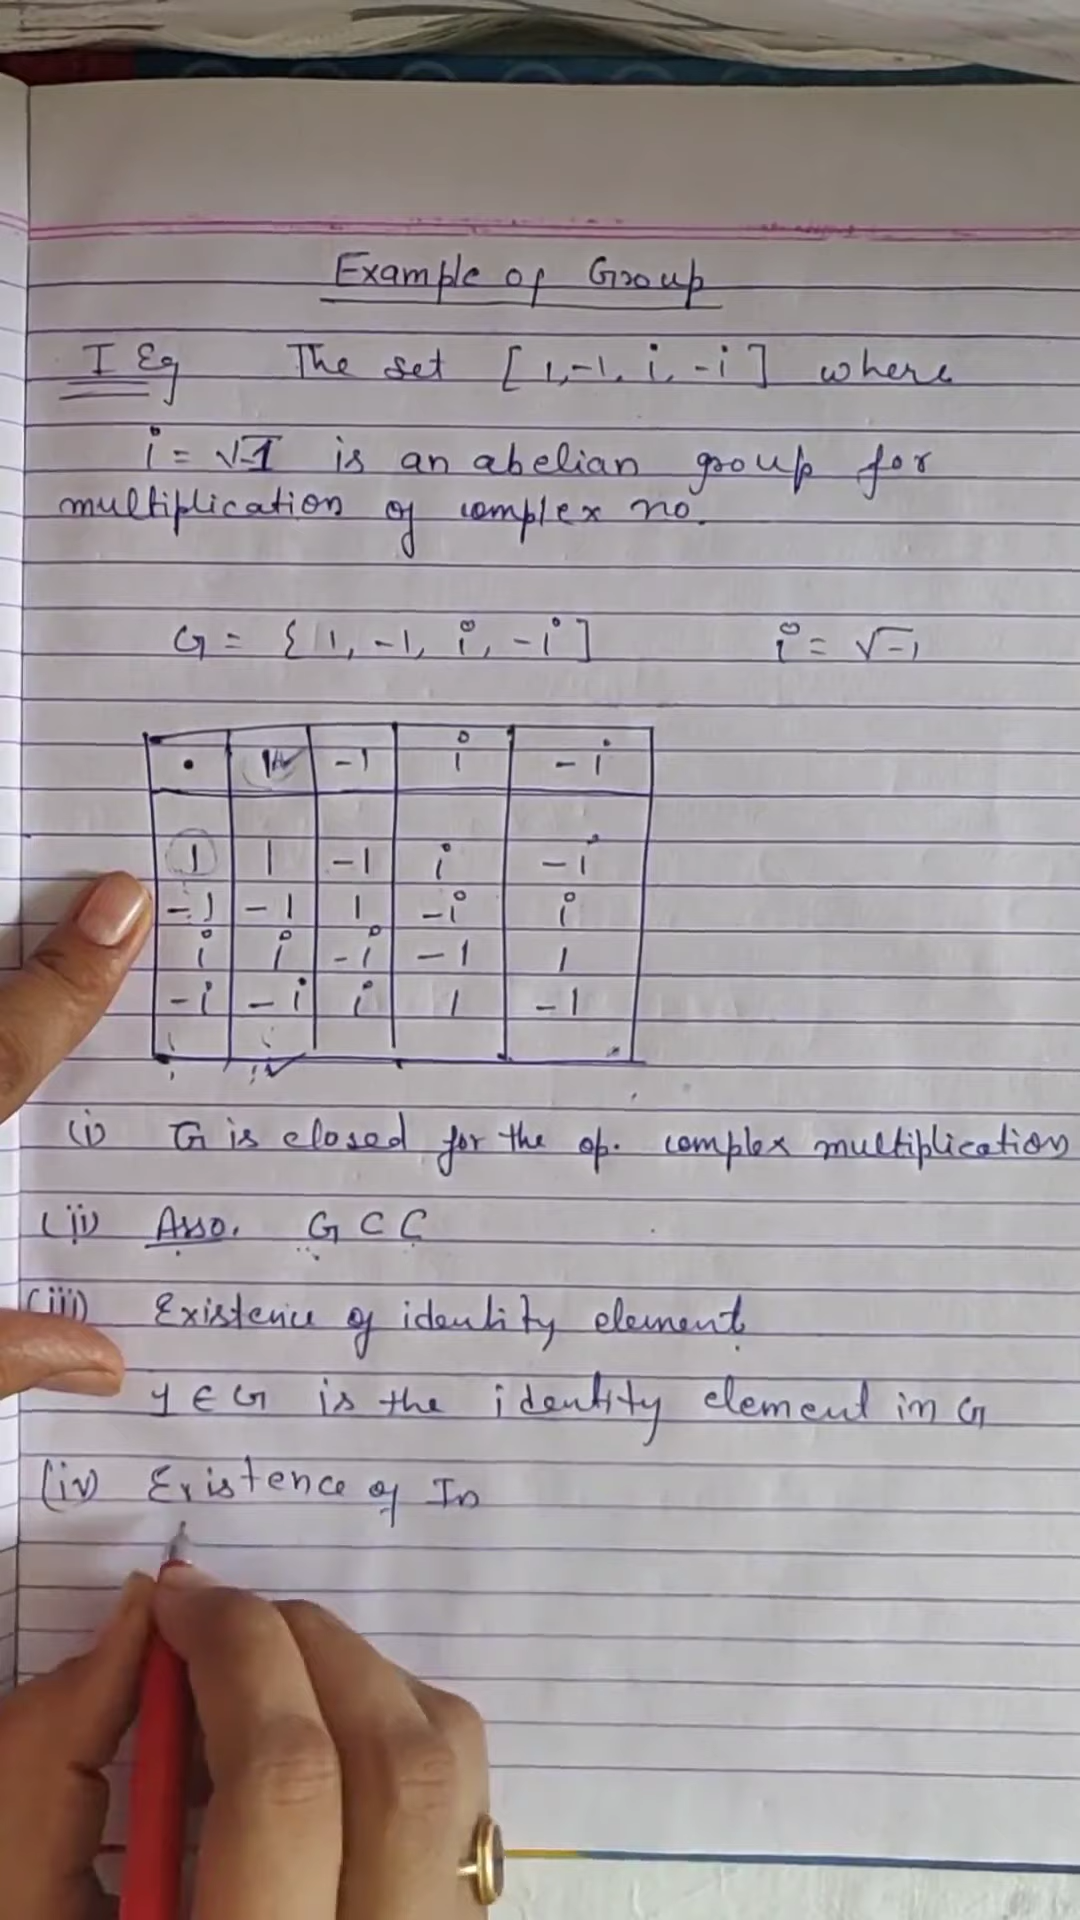 Example of Group
I Eg The set [1,-1, i, -i] where
i = √-1 is an abelian group for
multiplication of complex no.
G = {1, -1, i, -i] i = √-1
. 1 -1 i -i
1 1 -1 i -i
-1 -1 1 -i i
i i -i -1 1
-i -i i 1 -1
(i) G is closed for the op. complex multiplication
(ii) Asso. G ⊂ C
(iii) Existence of identity element
1 ∈ G is the identity element in G
(iv) Existence of In